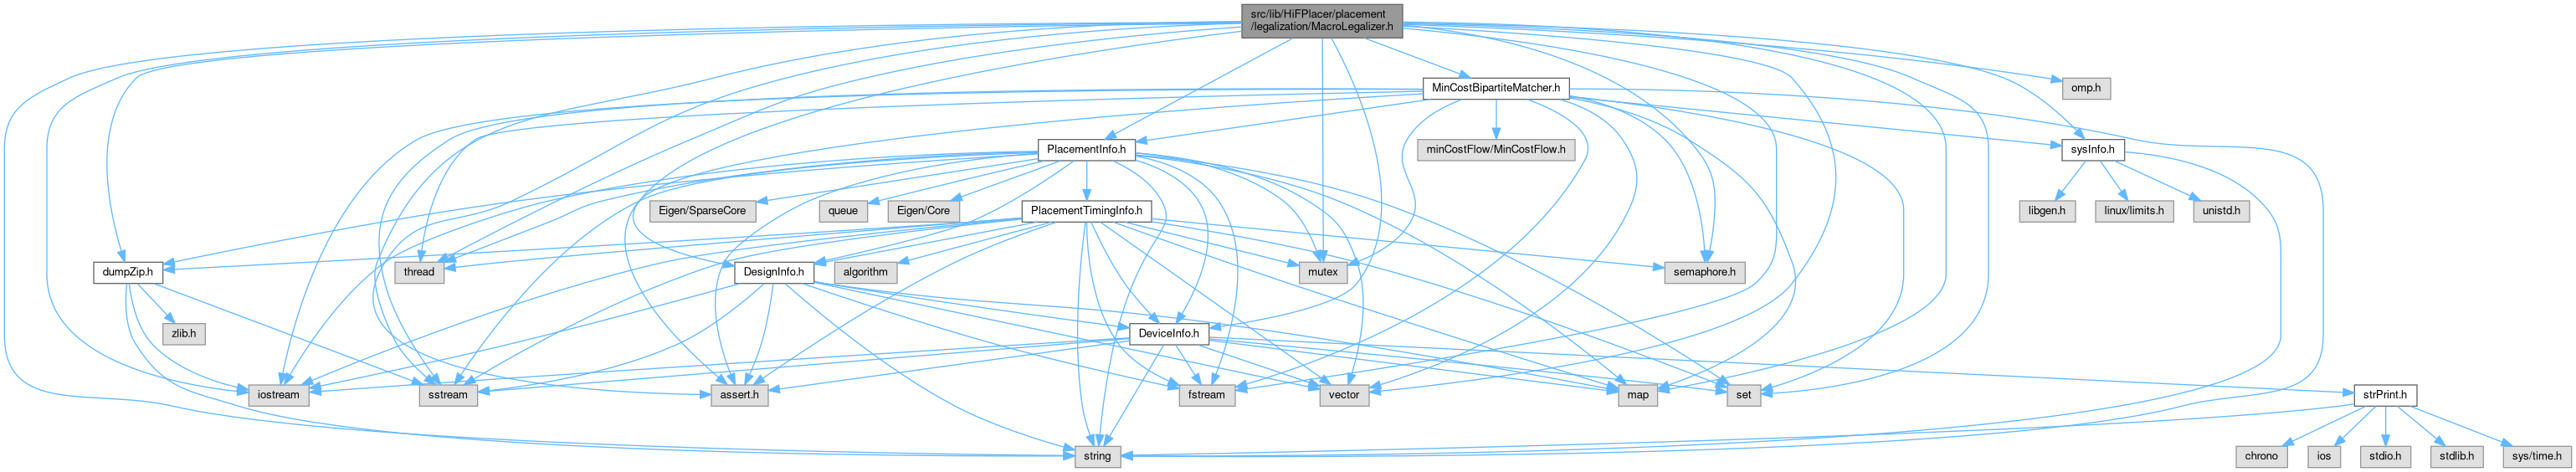 src/lib/HiFPlacer/placement
/legalization/MacroLegalizer.h
MinCostBipartiteMatcher.h
omp.h
PlacementInfo.h
minCostFlow/MinCostFlow.h
sysInfo.h
Eigen/SparseCore
queue
Eigen/Core
PlacementTimingInfo.h
libgen.h
linux/limits.h
unistd.h
dumpZip.h
thread
DesignInfo.h
algorithm
mutex
semaphore.h
zlib.h
DeviceInfo.h
iostream
sstream
assert.h
fstream
vector
map
set
strPrint.h
string
chrono
ios
stdio.h
stdlib.h
sys/time.h